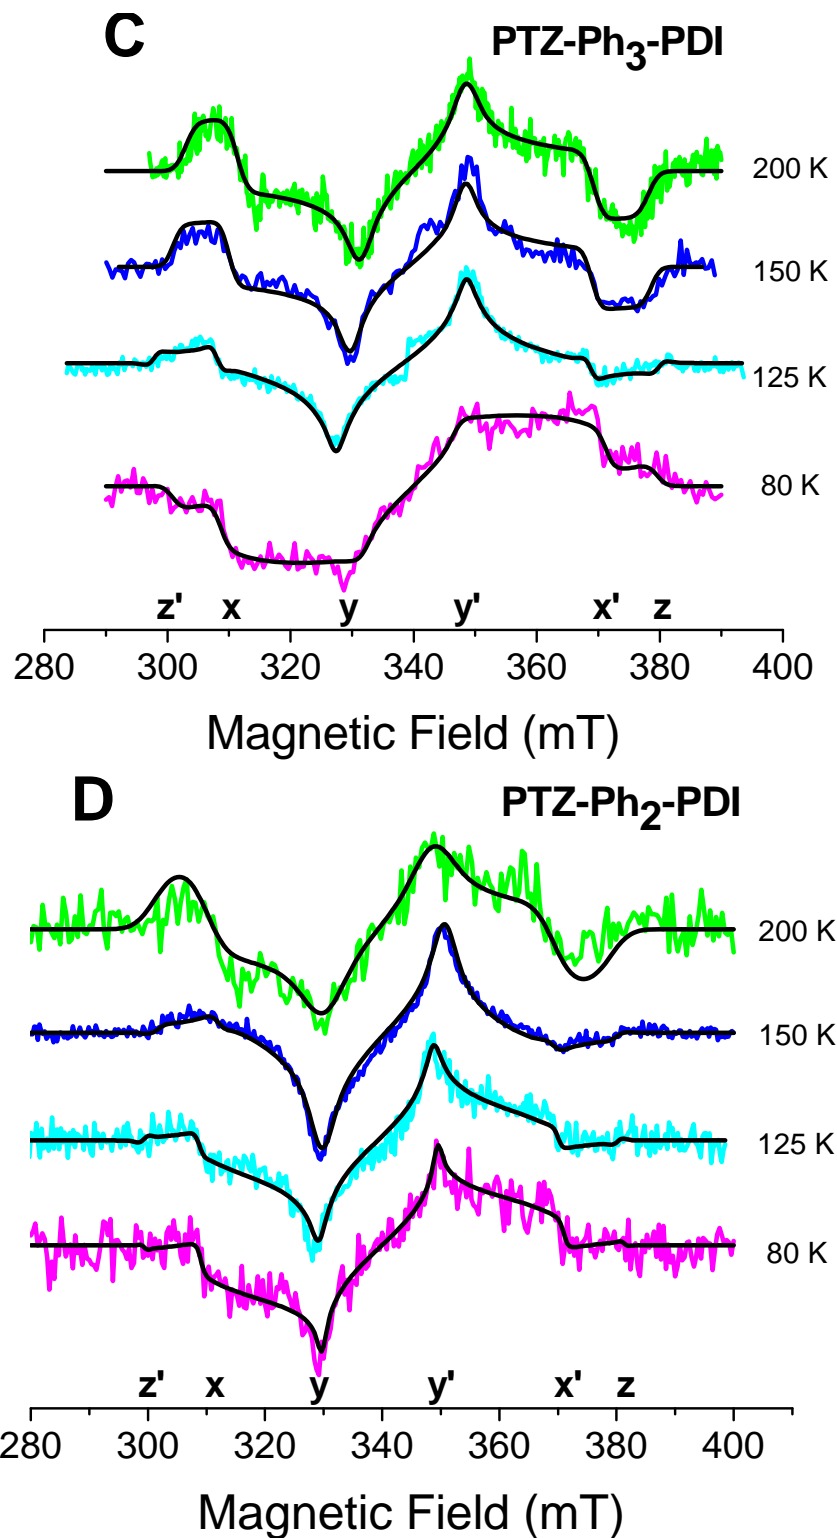 C
PTZ-Ph3-PDI
200 K
150 K
125 K
80 K
z' x y y' x' z
280 300 320 340 360 380 400
Magnetic Field (mT)
D
PTZ-Ph2-PDI
200 K
150 K
125 K
80 K
z' x y y' x' z
280 300 320 340 360 380 400
Magnetic Field (mT)